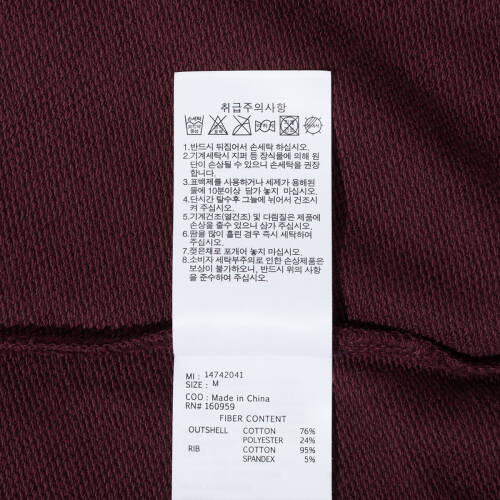 취급주의사항
1.반드시 뒤집어서 손세탁 하십시오.
2.기계세탁시 지퍼 등 장식물에 의해 원
단이 손상될 수 있으니 손세탁을 권장
합니다.
3.표백제를 사용하거나 세제가 용해된
물에 10분이상 담가 놓지 마십시오.
4.단시간 탈수후 그늘에 뉘어서 건조시
켜 주십시오.
5.기계건조(열건조) 및 다림질은 제품에
손상을 줄수 있으니 삼가 주십시오.
6.땀을 많이 흘린 경우 즉시 세탁하여
주십시오.
7.젖은채로 포개어 놓지 마십시오.
8.소비자 세탁부주의로 인한 손상제품은
보상이 불가하오니, 반드시 위의 사항
을 준수하여 주십시오.
MI : 14742041
SIZE : M
COO : Made in China
RN# 160959
FIBER CONTENT
OUTSHELL COTTON 76%
POLYESTER 24%
RIB COTTON 95%
SPANDEX 5%